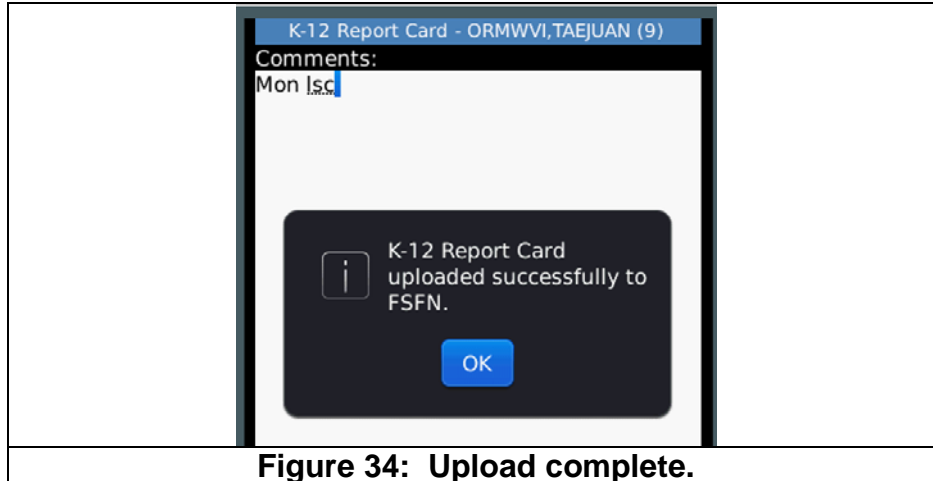 K-12 Report Card - ORMWVI,TAEJUAN (9)
Comments:
Mon lsc
K-12 Report Card
uploaded successfully to
FSFN.
OK
Figure 34: Upload complete.